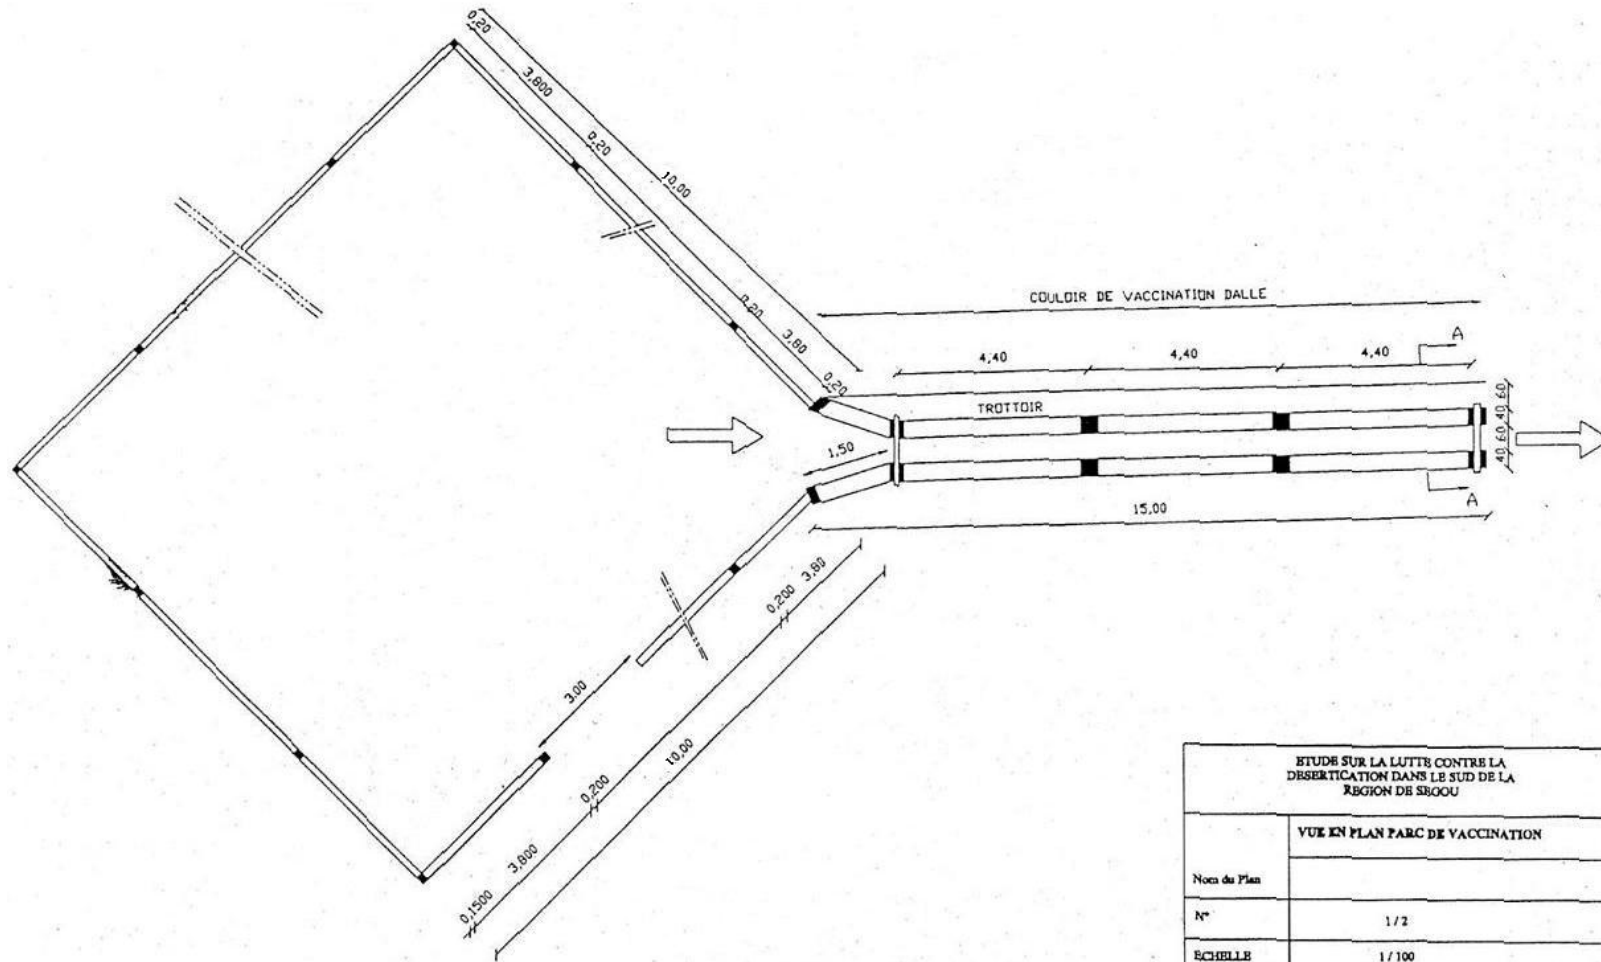 0,20
3,800
0,20
10,00
0,20
3,80
0,20
COULOIR DE VACCINATION DALLE
4,40
4,40
4,40
A
TROTTOIR
60
40
60
40
1,50
A
15,00
3,80
0,200
3,00
10,00
0,200
3,800
0,1500
ETUDE SUR LA LUTTE CONTRE LA
DESERTICATION DANS LE SUD DE LA
REGION DE SEGOU
VUE EN PLAN PARC DE VACCINATION
Nom du Plan
N°
1/2
ECHELLE
1/100